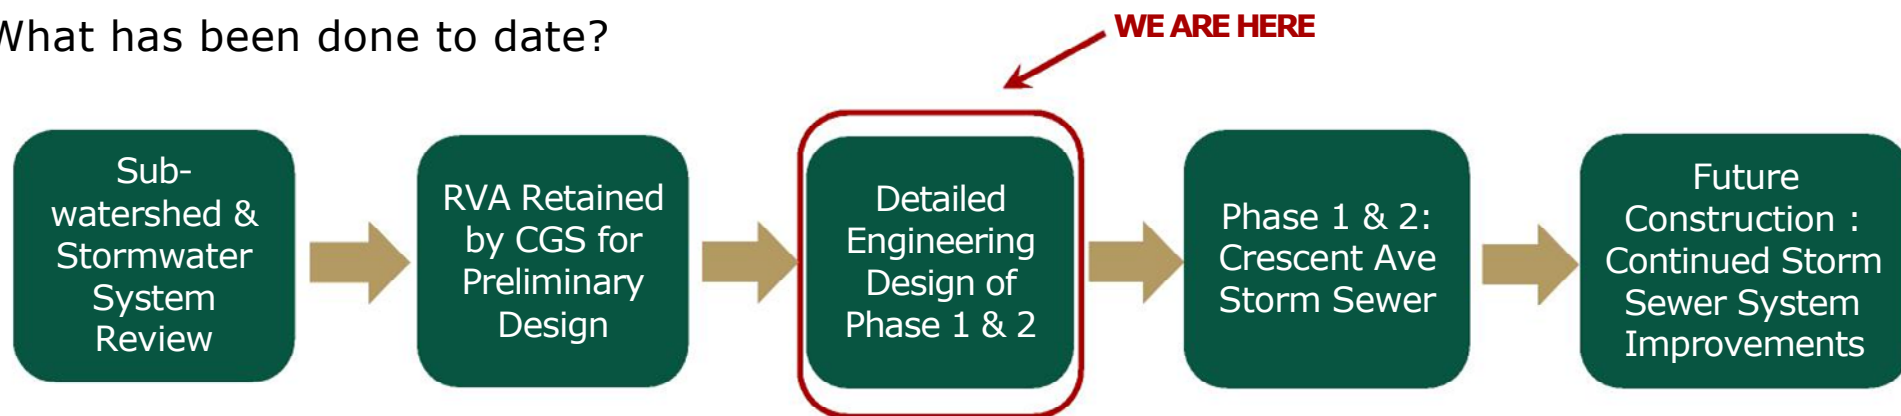 What has been done to date?
WE ARE HERE
Sub-
watershed &
Stormwater
System
Review
RVA Retained
by CGS for
Preliminary
Design
Detailed
Engineering
Design of
Phase 1 & 2
Phase 1 & 2:
Crescent Ave
Storm Sewer
Future
Construction :
Continued Storm
Sewer System
Improvements